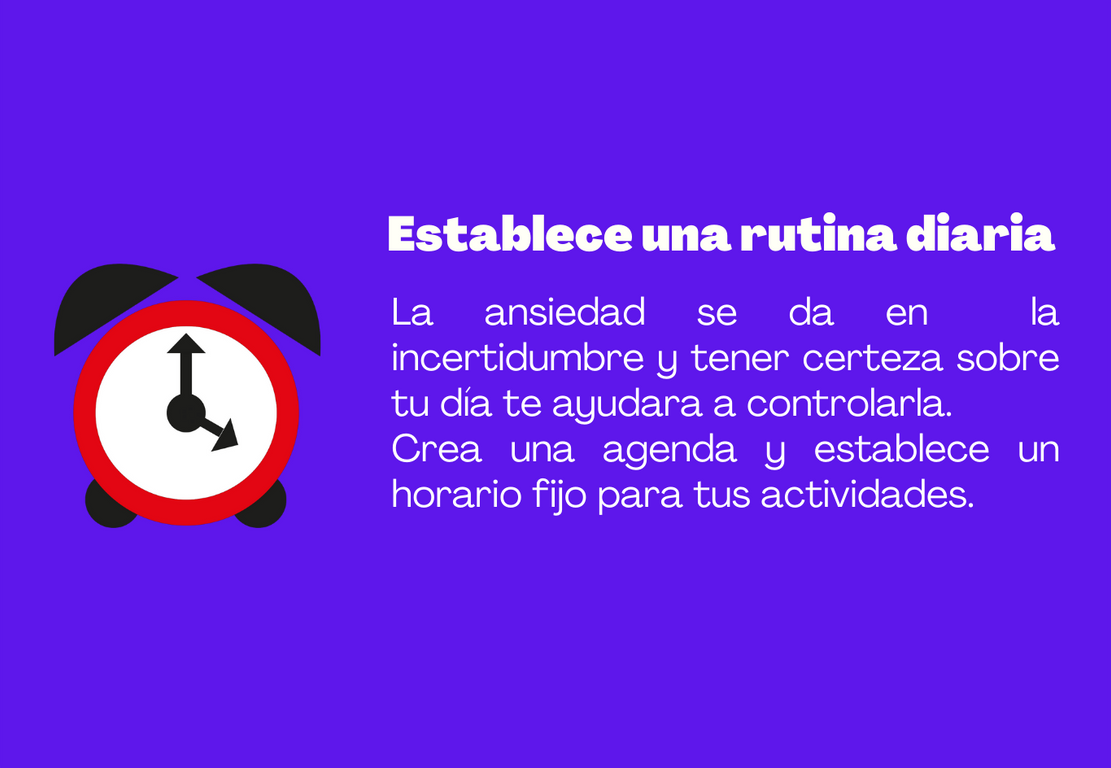 Establece una rutina diaria
La ansiedad se da en la
incertidumbre y tener certeza sobre
tu día te ayudara a controlarla.
Crea una agenda y establece un
horario fijo para tus actividades.